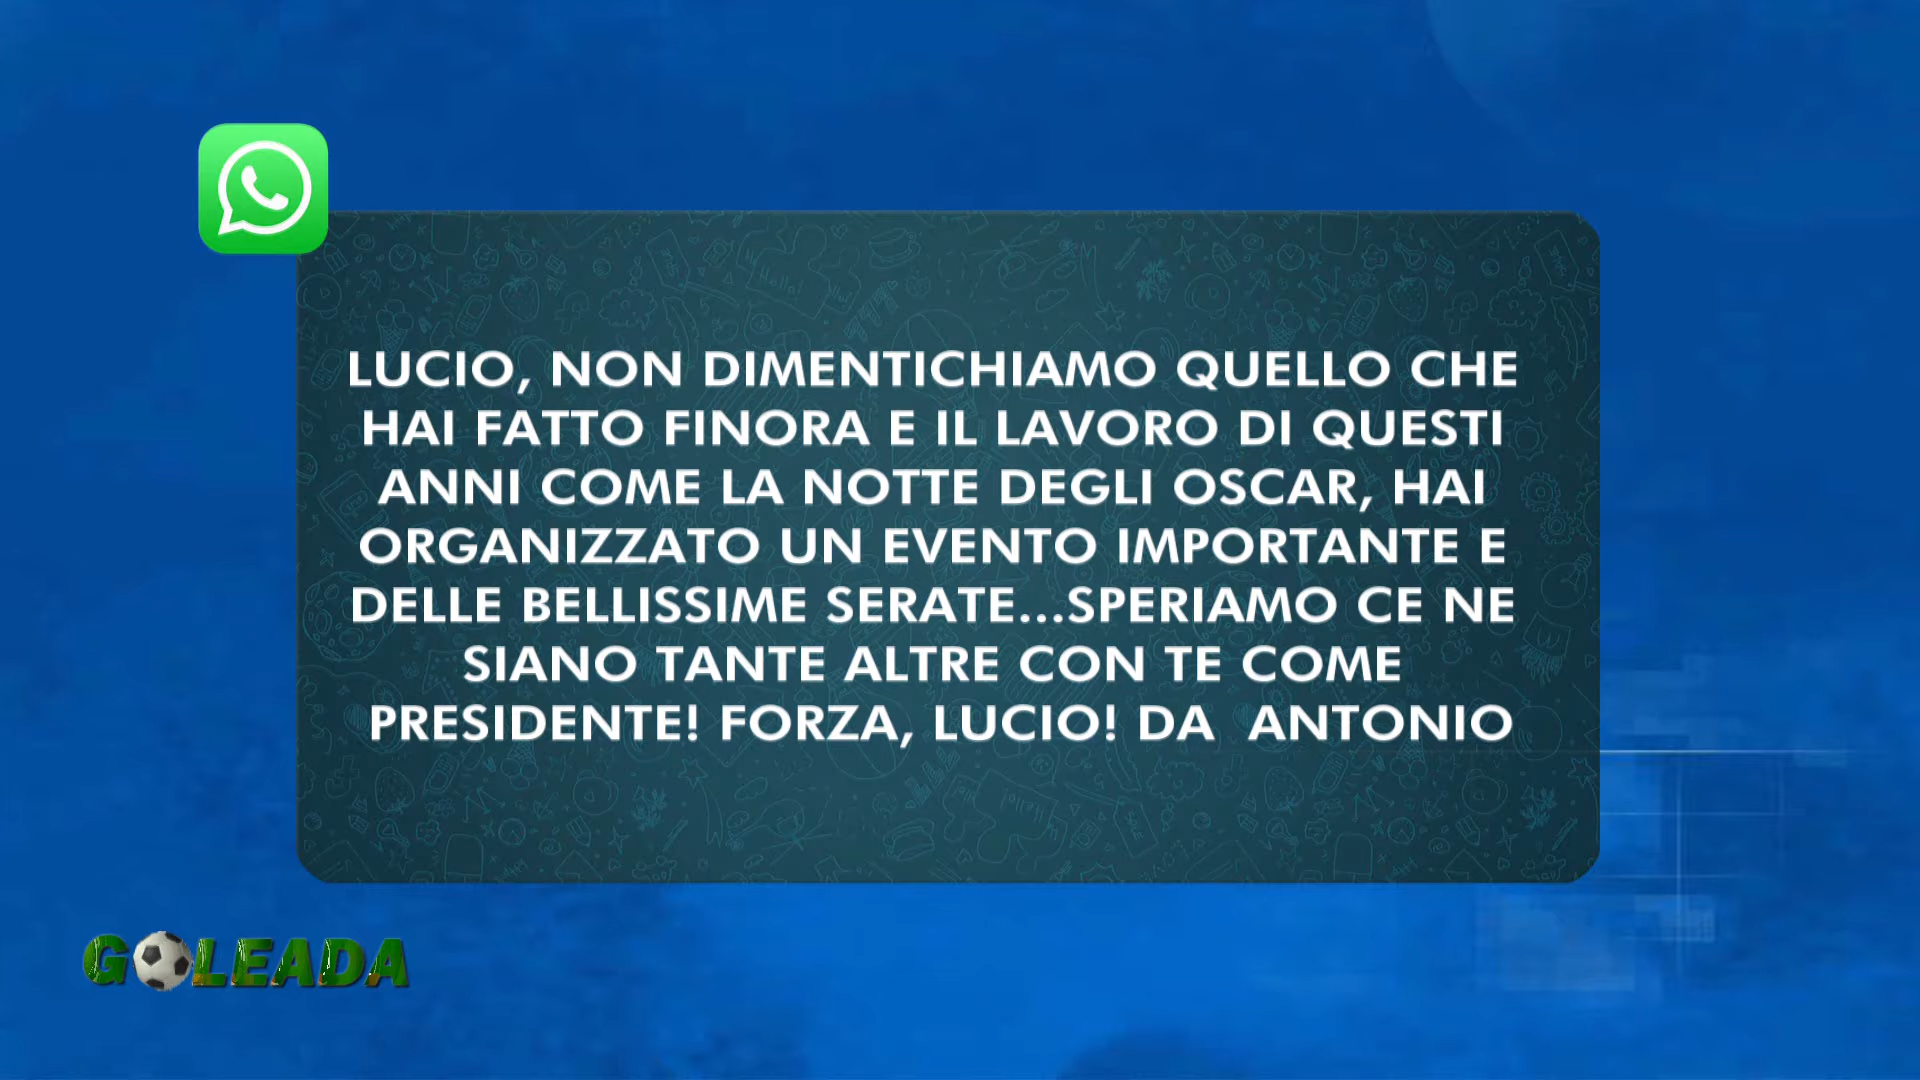 LUCIO, NON DIMENTICHIAMO QUELLO CHE
HAI FATTO FINORA E IL LAVORO DI QUESTI
ANNI COME LA NOTTE DEGLI OSCAR, HAI
ORGANIZZATO UN EVENTO IMPORTANTE E
DELLE BELLISSIME SERATE...SPERIAMO CE NE
SIANO TANTE ALTRE CON TE COME
PRESIDENTE! FORZA, LUCIO! DA  ANTONIO
GOLEADA